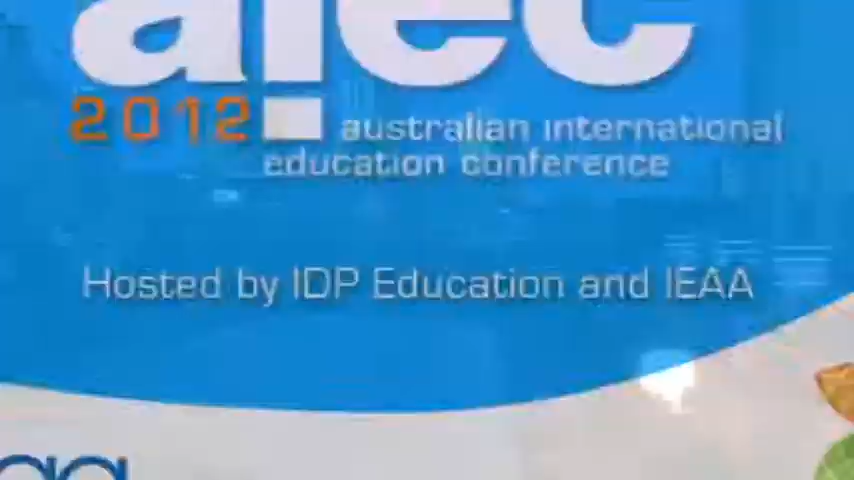 aiec
2012 australian international
education conference
Hosted by IDP Education and IEAA